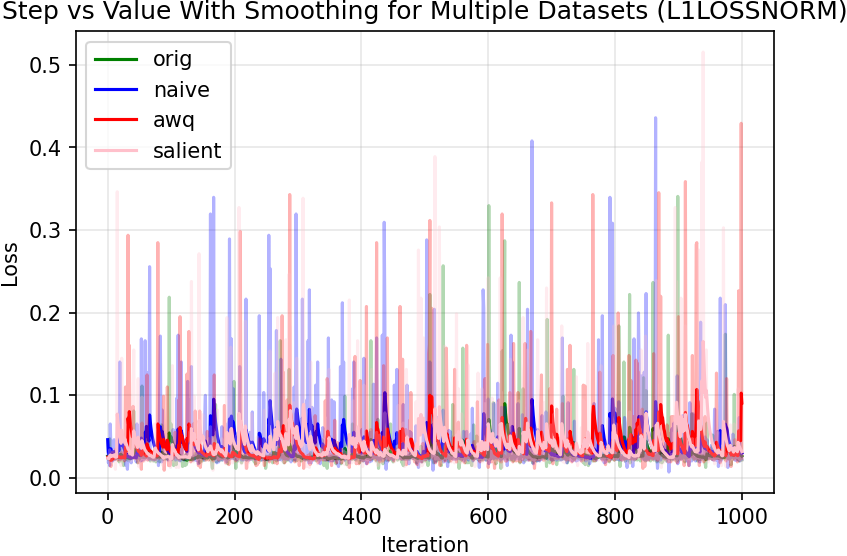 Step vs Value With Smoothing for Multiple Datasets (L1LOSSNORM)
orig
naive
awq
salient
Loss
0.5
0.4
0.3
0.2
0.1
0.0
0 200 400 600 800 1000
Iteration